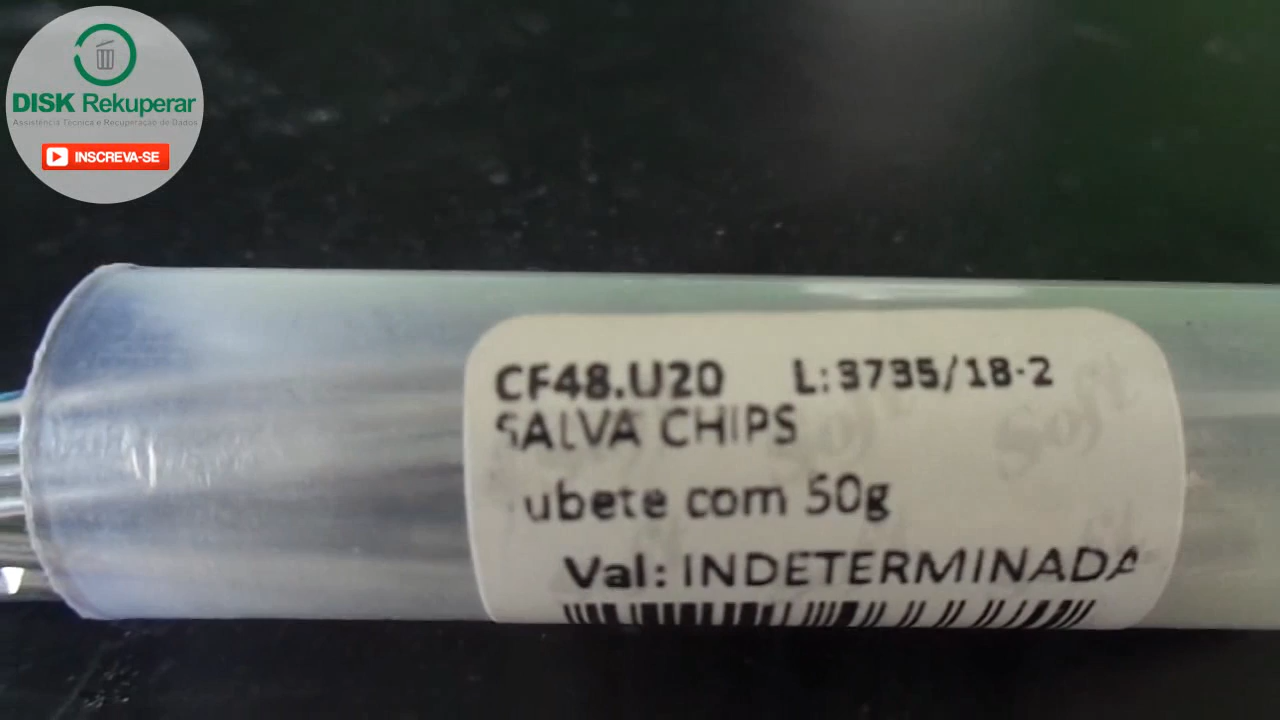 DISK Rekuperar
Assistência Técnica e Recuperação de Dados
INSCREVA-SE
CF48.U20 L:3735/18-2
SALVA CHIPS
ubete com 50g
Val: INDETERMINADA
Soft